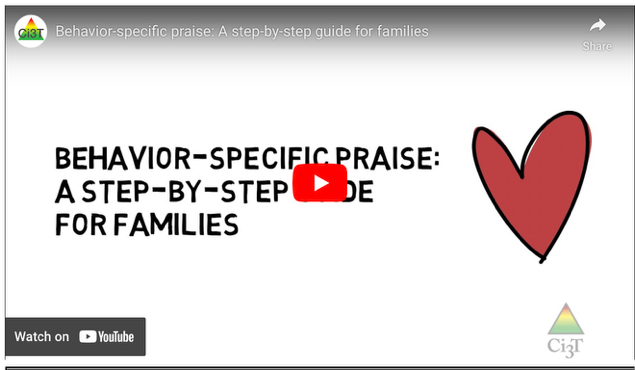 Ci3T
Behavior-specific praise: A step-by-step guide for families
Share
BEHAVIOR-SPECIFIC PRAISE:
A STEP-BY-STEP DE
FOR FAMILIES
Watch on YouTube
Ci3T